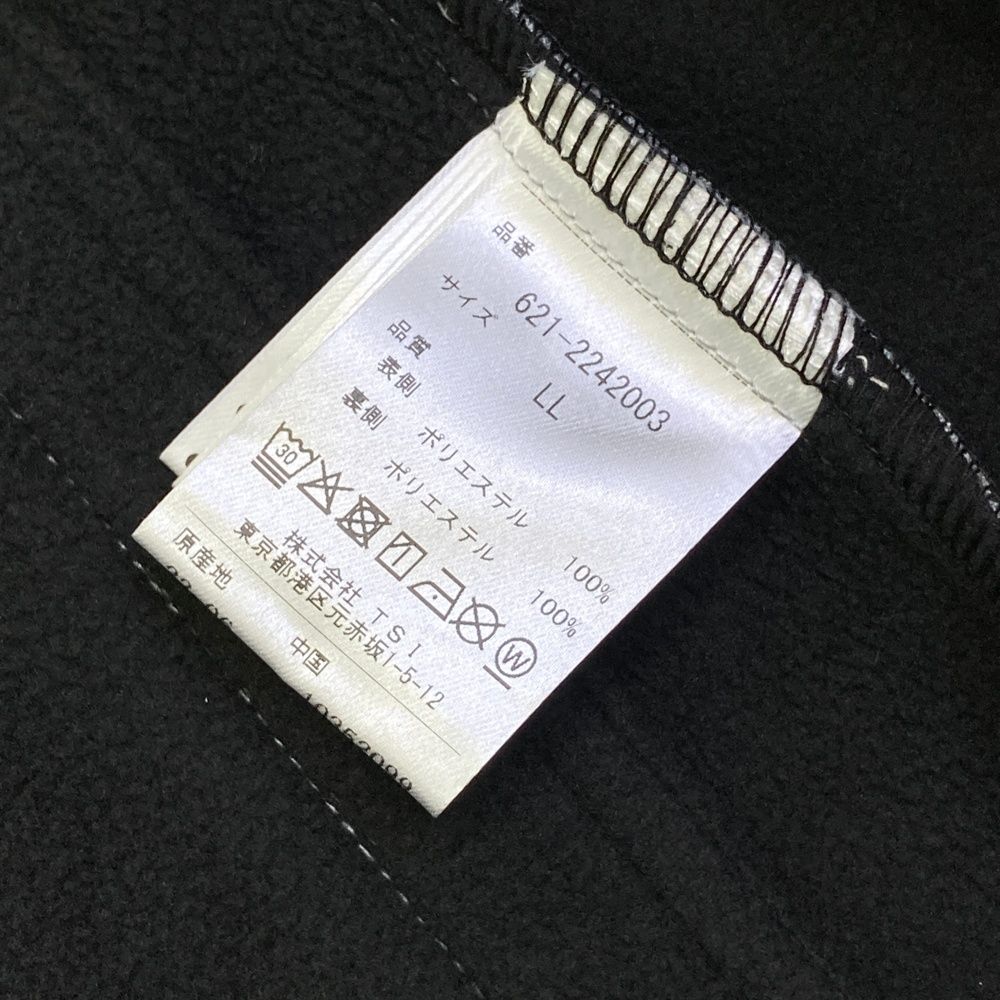 品番 621-2242003
サイズ LL
品質
表側 ポリエステル 100%
裏側 ポリエステル 100%
30 W
株式会社 TSI
東京都港区元赤坂1-5-12
原産地 中国